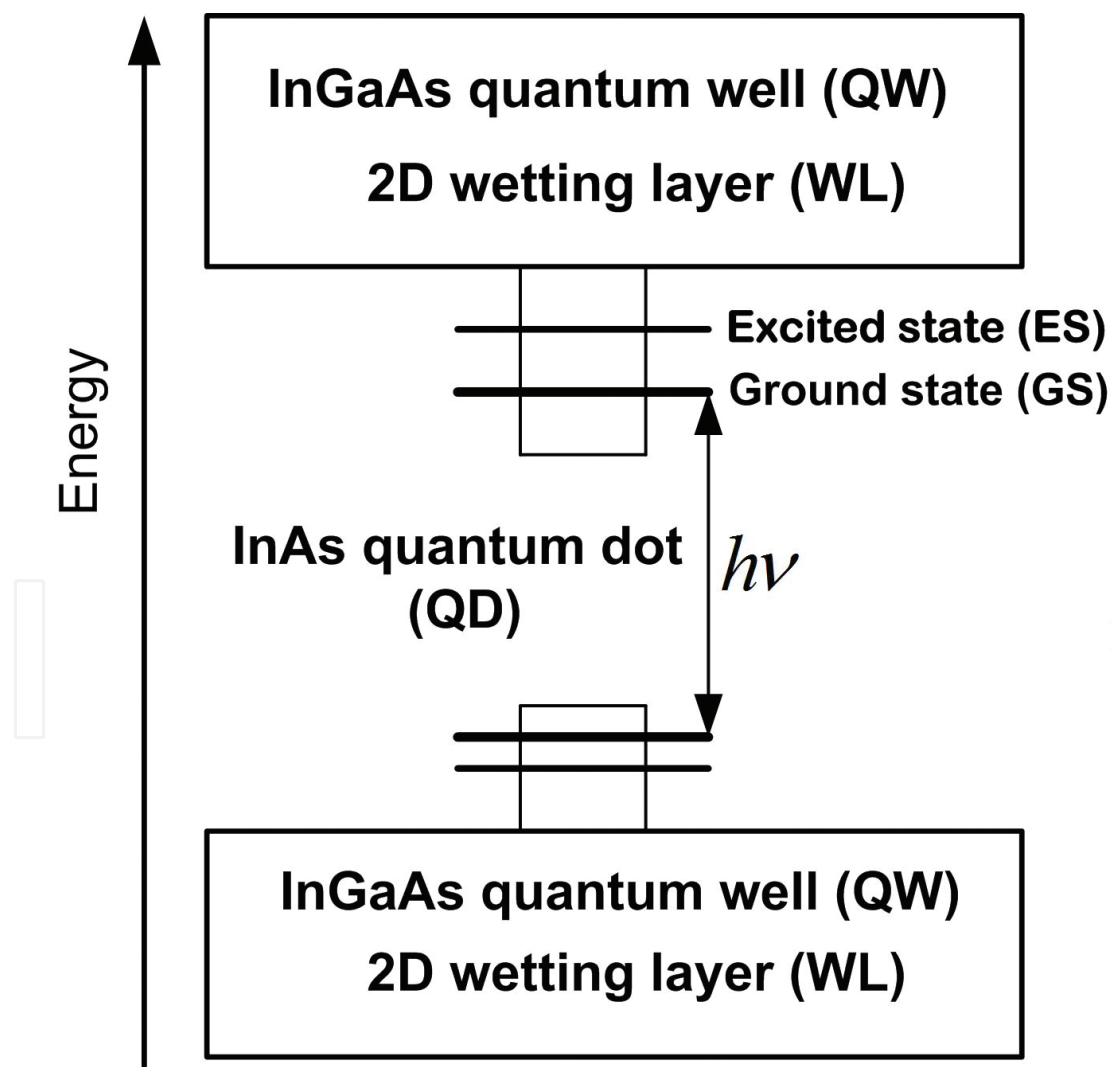 InGaAs quantum well (QW)
2D wetting layer (WL)
Excited state (ES)
Ground state (GS)
Energy
InAs quantum dot
(QD)
hν
InGaAs quantum well (QW)
2D wetting layer (WL)